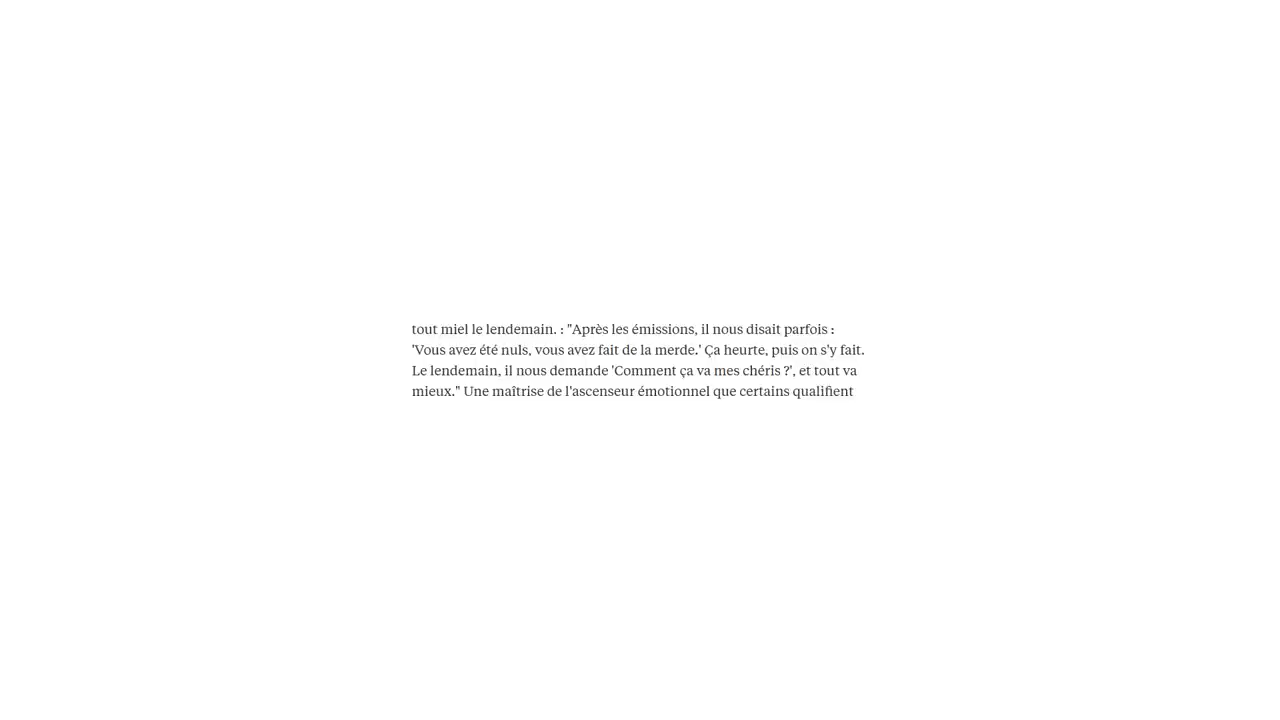 tout miel le lendemain. : "Après les émissions, il nous disait parfois :
'Vous avez été nuls, vous avez fait de la merde.' Ça heurte, puis on s'y fait.
Le lendemain, il nous demande 'Comment ça va mes chéris ?', et tout va
mieux." Une maîtrise de l'ascenseur émotionnel que certains qualifient